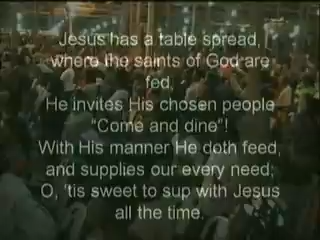 Jesus has a table spread,
where the saints of God are
fed,
He invites His chosen people
“Come and dine”!
With His manner He doth feed,
and supplies our every need;
O, ‘tis sweet to sup with Jesus
all the time.